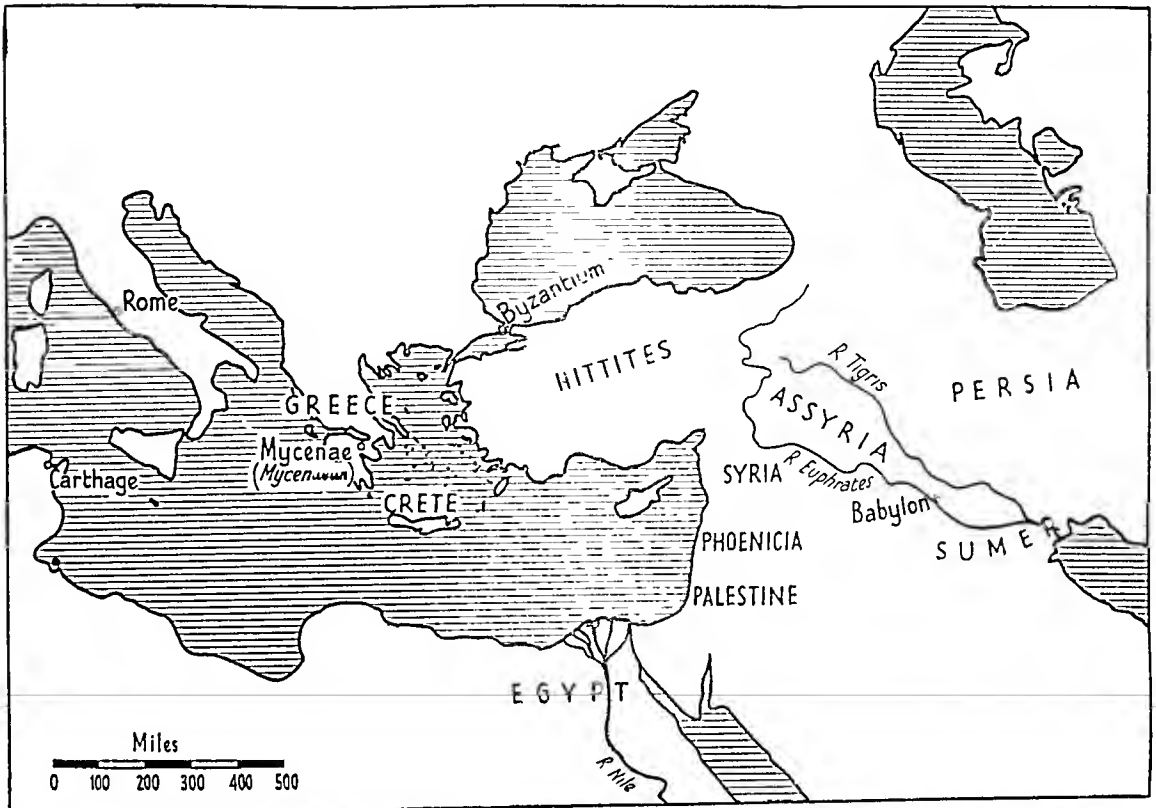 Rome
Byzantium
HITTITES
R Tigris
PERSIA
ASSYRIA
GREECE
Mycenae
Carthage
CRETE
SYRIA
R Euphrates
Babylon
SUMER
PHOENICIA
PALESTINE
EGYPT
R Nile
Miles
0 100 200 300 400 500